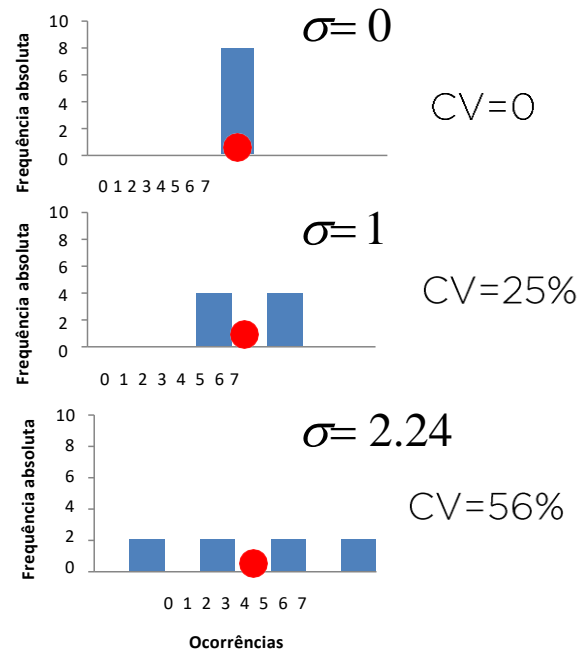 Frequência absoluta
10
8
6
4
2
0
σ= 0
CV=0
0 1 2 3 4 5 6 7
Frequência absoluta
10
8
6
4
2
0
σ= 1
CV=25%
0 1 2 3 4 5 6 7
Frequência absoluta
10
8
6
4
2
0
σ= 2.24
CV=56%
0 1 2 3 4 5 6 7
Ocorrências